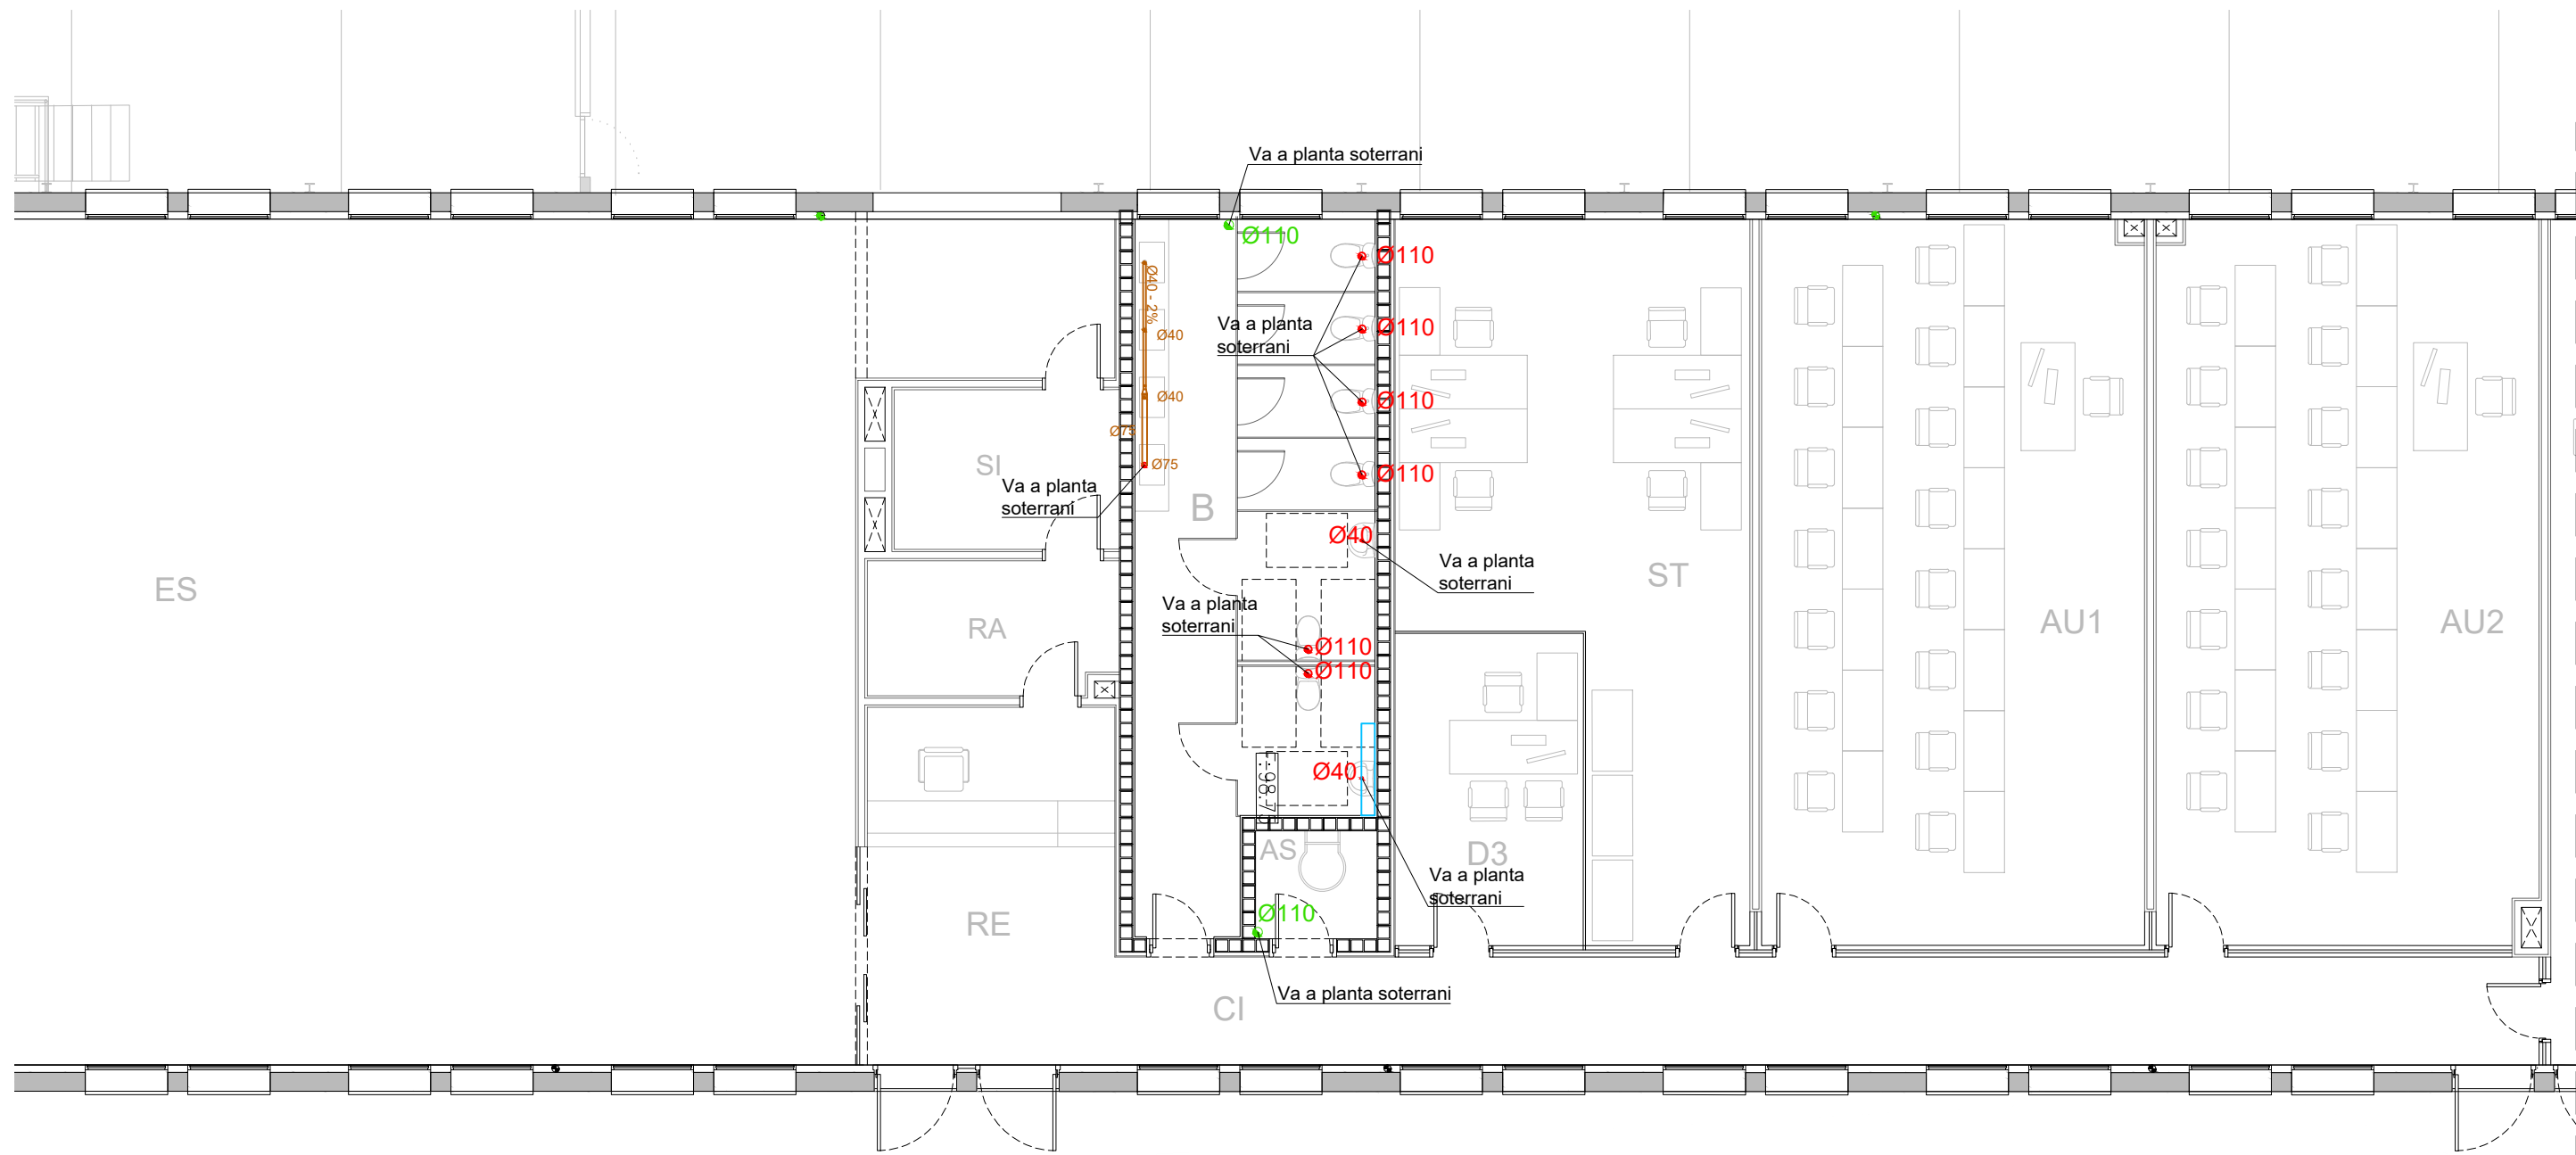 Va a planta soterrani
Ø110
Ø110
Ø40 - 2%
Va a planta
soterrani
Ø110
Ø40
Ø40
Ø110
Ø75
Ø75
SI
Ø110
Va a planta
soterrani
B
Ø40
Va a planta
soterrani
ST
ES
Va a planta
soterrani
RA
AU1
AU2
Ø110
Ø110
Ø40
AS
D3
Va a planta
soterrani
RE
Ø110
Va a planta soterrani
CI